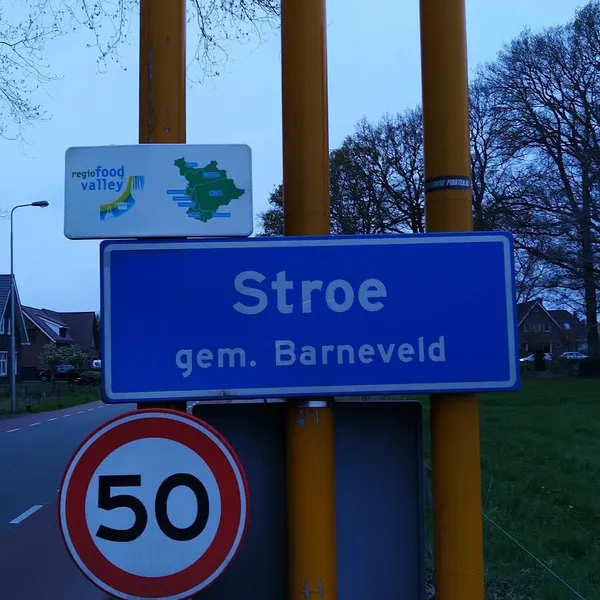 regio food
valley
Stroe
gem. Barneveld
50